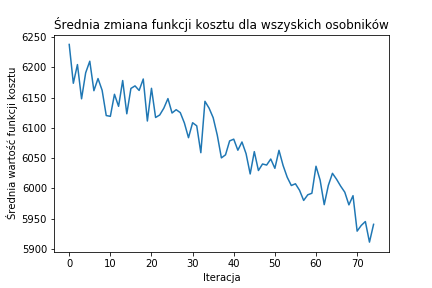 Średnia zmiana funkcji kosztu dla wszyskich osobników
6250
6200
6150
6100
6050
6000
5950
5900
Średnia wartość funkcji kosztu
0 10 20 30 40 50 60 70
Iteracja